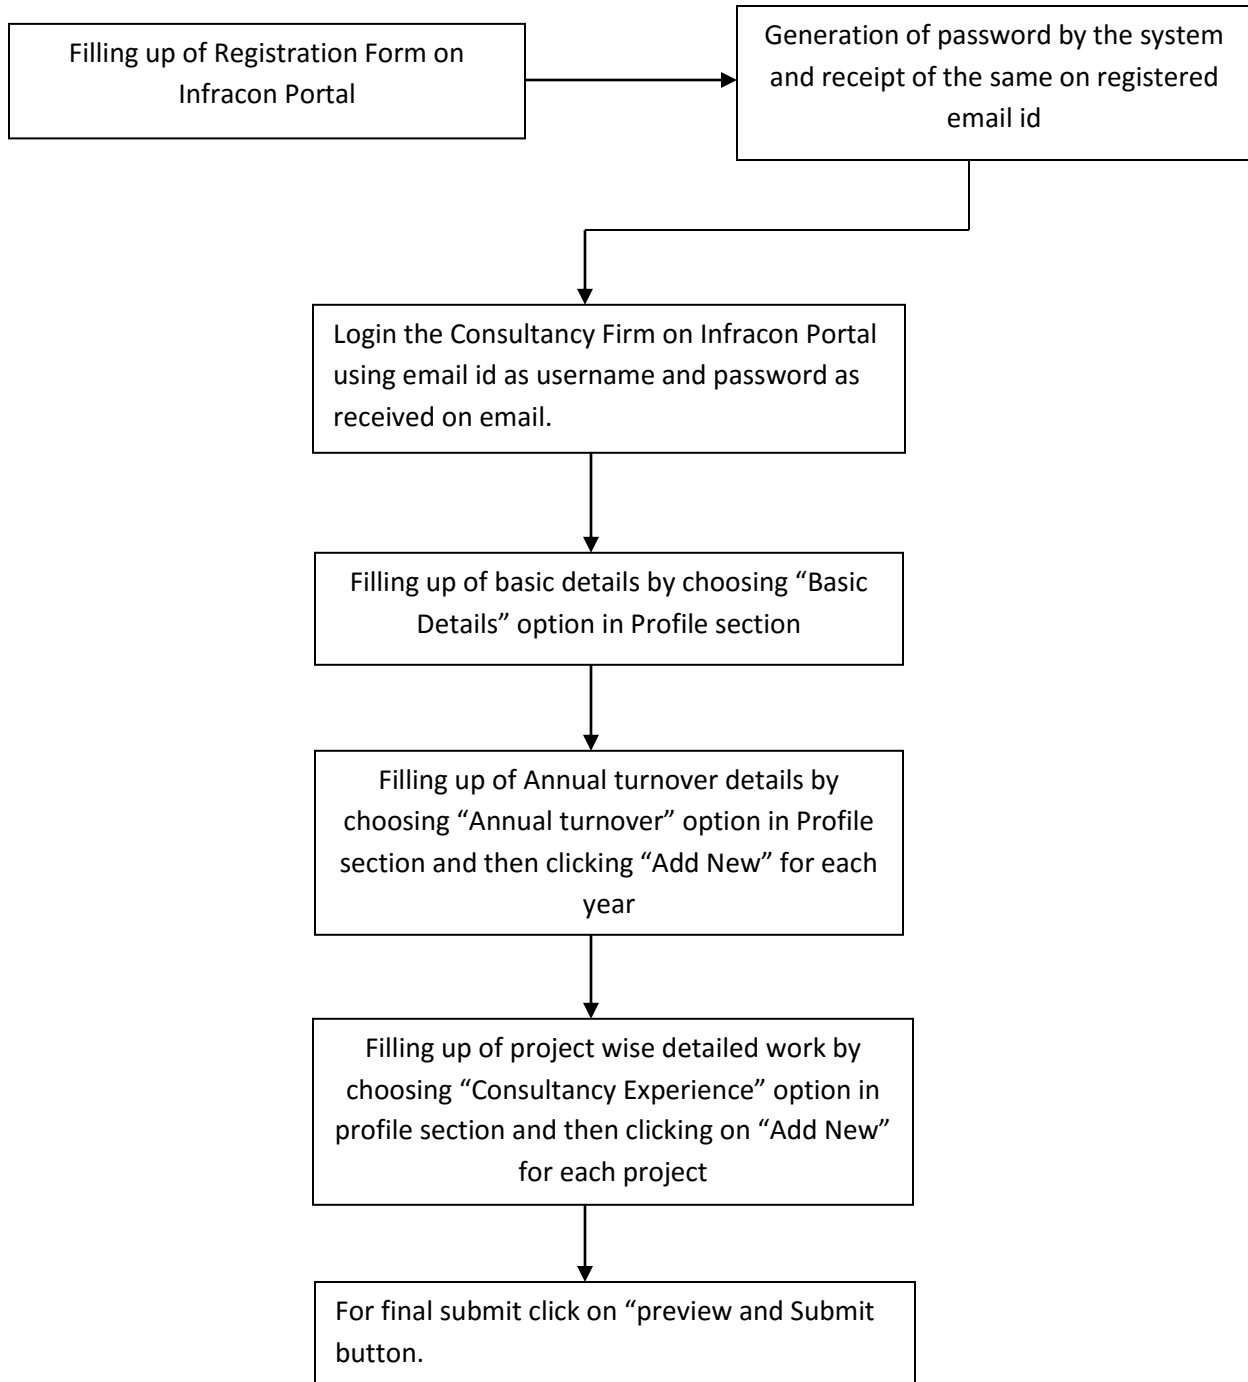 Filling up of Registration Form on
Infracon Portal
Generation of password by the system
and receipt of the same on registered
email id
Login the Consultancy Firm on Infracon Portal
using email id as username and password as
received on email.
Filling up of basic details by choosing “Basic
Details” option in Profile section
Filling up of Annual turnover details by
choosing “Annual turnover” option in Profile
section and then clicking “Add New” for each
year
Filling up of project wise detailed work by
choosing “Consultancy Experience” option in
profile section and then clicking on “Add New”
for each project
For final submit click on “preview and Submit
button.